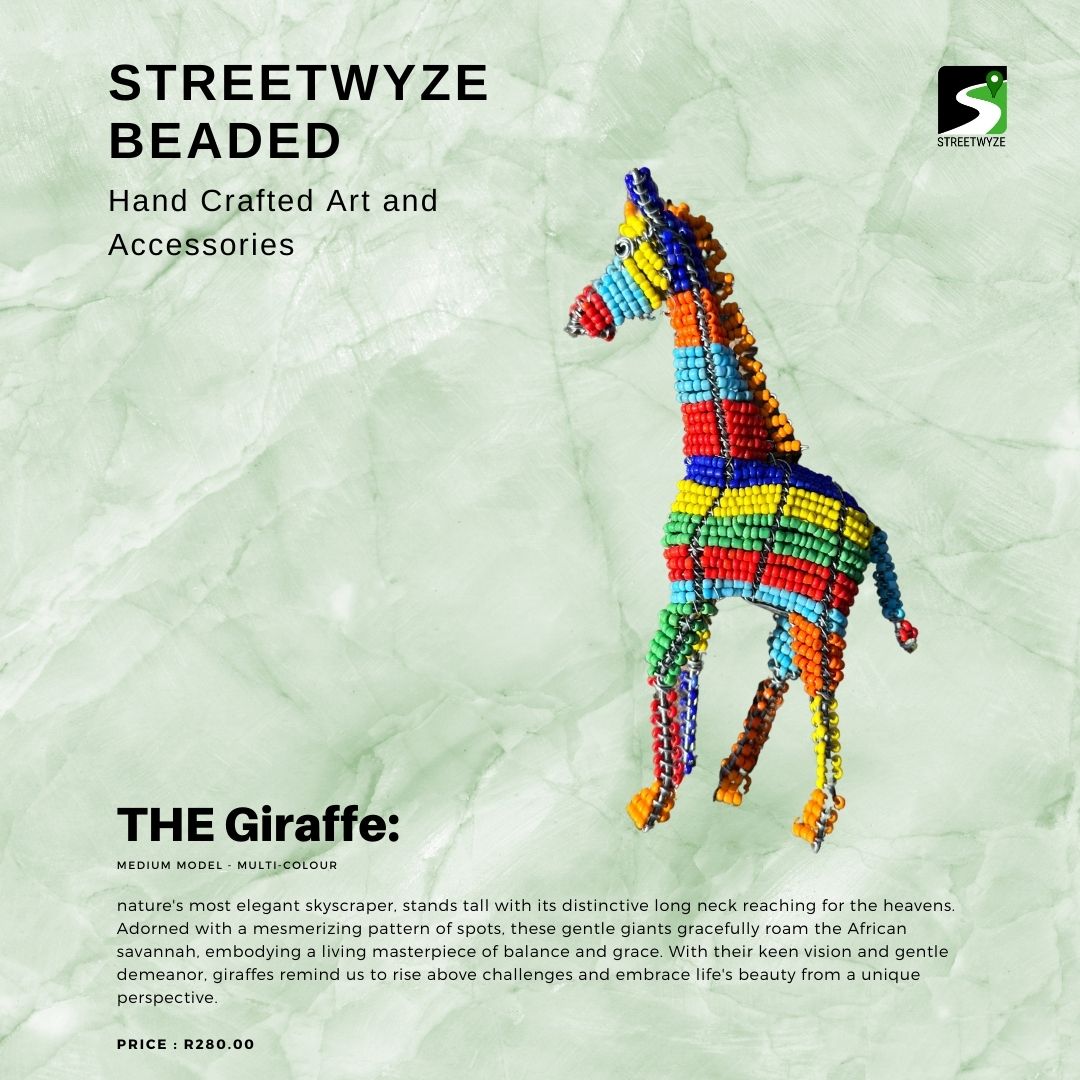 STREETWYZE
BEADED
Hand Crafted Art and
Accessories
STREETWYZE
THE Giraffe:
MEDIUM MODEL - MULTI-COLOUR
nature's most elegant skyscraper, stands tall with its distinctive long neck reaching for the heavens.
Adorned with a mesmerizing pattern of spots, these gentle giants gracefully roam the African
savannah, embodying a living masterpiece of balance and grace. With their keen vision and gentle
demeanor, giraffes remind us to rise above challenges and embrace life's beauty from a unique
perspective.
PRICE : R280.00